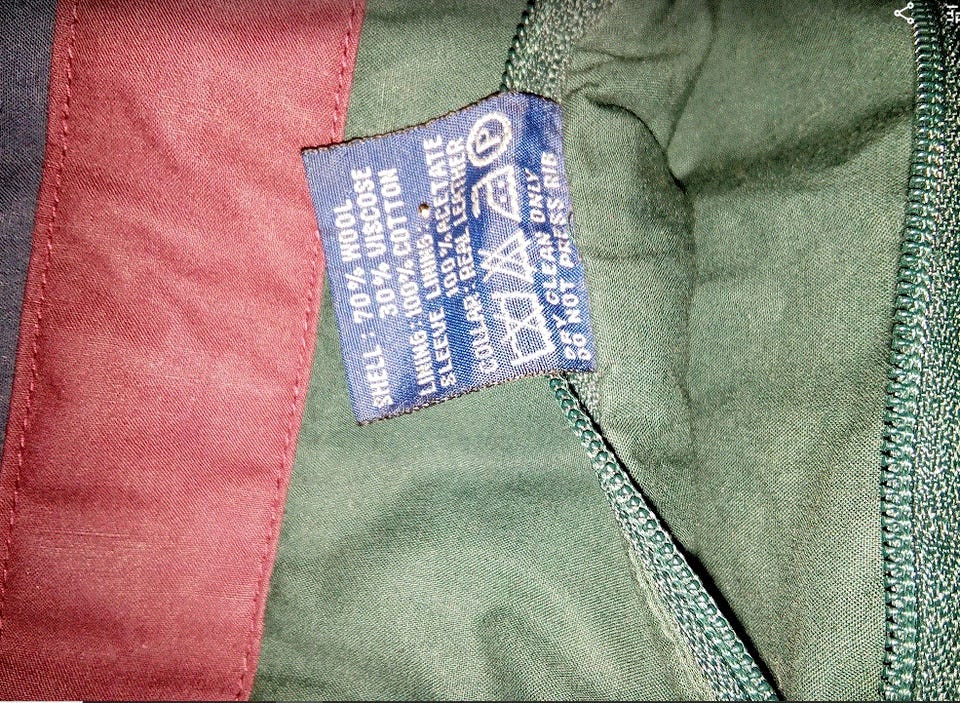 SHELL : 70% WOOL
30% VISCOSE
LINING : 100% COTTON
SLEEVE LINING :
100% ACETATE
COLLAR : REAL LEATHER
P
DRY CLEAN ONLY
DO NOT PRESS RIB